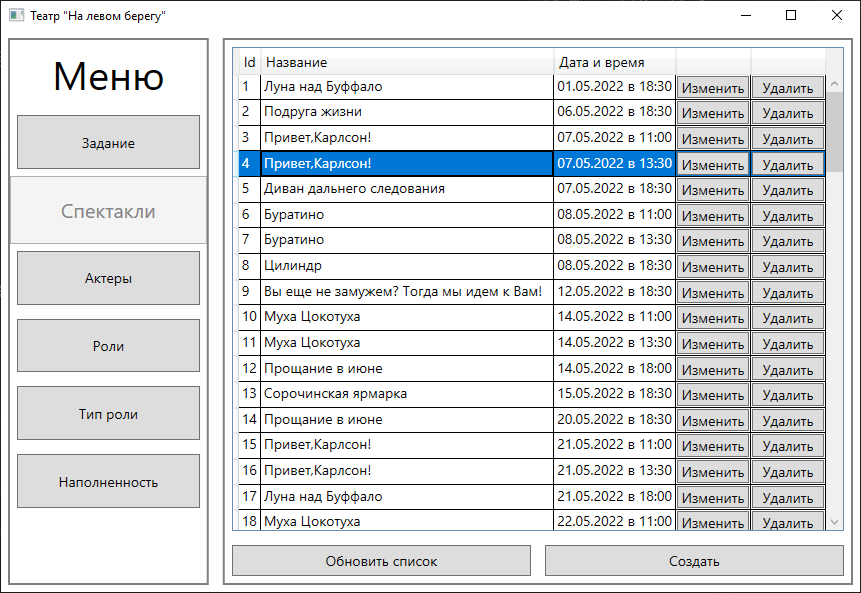 Театр "На левом берегу"
Меню
Задание
Спектакли
Актеры
Роли
Тип роли
Наполненность
Id Название Дата и время
1 Луна над Буффало 01.05.2022 в 18:30 Изменить Удалить
2 Подруга жизни 06.05.2022 в 18:30 Изменить Удалить
3 Привет,Карлсон! 07.05.2022 в 11:00 Изменить Удалить
4 Привет,Карлсон! 07.05.2022 в 13:30 Изменить Удалить
5 Диван дальнего следования 07.05.2022 в 18:30 Изменить Удалить
6 Буратино 08.05.2022 в 11:00 Изменить Удалить
7 Буратино 08.05.2022 в 13:30 Изменить Удалить
8 Цилиндр 08.05.2022 в 18:30 Изменить Удалить
9 Вы еще не замужем? Тогда мы идем к Вам! 12.05.2022 в 18:30 Изменить Удалить
10 Муха Цокотуха 14.05.2022 в 11:00 Изменить Удалить
11 Муха Цокотуха 14.05.2022 в 13:30 Изменить Удалить
12 Прощание в июне 14.05.2022 в 18:00 Изменить Удалить
13 Сорочинская ярмарка 15.05.2022 в 18:30 Изменить Удалить
14 Прощание в июне 20.05.2022 в 18:30 Изменить Удалить
15 Привет,Карлсон! 21.05.2022 в 11:00 Изменить Удалить
16 Привет,Карлсон! 21.05.2022 в 13:30 Изменить Удалить
17 Луна над Буффало 21.05.2022 в 18:00 Изменить Удалить
18 Муха Цокотуха 22.05.2022 в 11:00 Изменить Удалить
Обновить список Создать